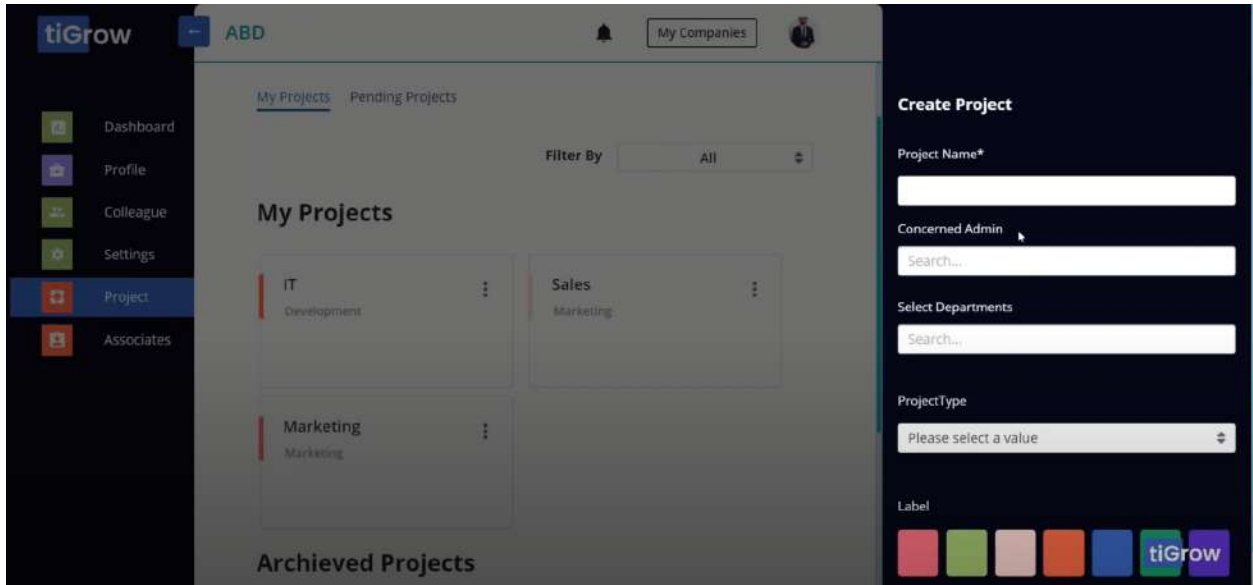 tiGrow
←
ABD
My Companies
Dashboard
Profile
Colleague
Settings
Project
Associates
My Projects
Pending Projects
Filter By
All
My Projects
IT
Development
Sales
Marketing
Marketing
Marketing
Archieved Projects
Create Project
Project Name*
Concerned Admin
Search...
Select Departments
Search...
ProjectType
Please select a value
Label
tiGrow